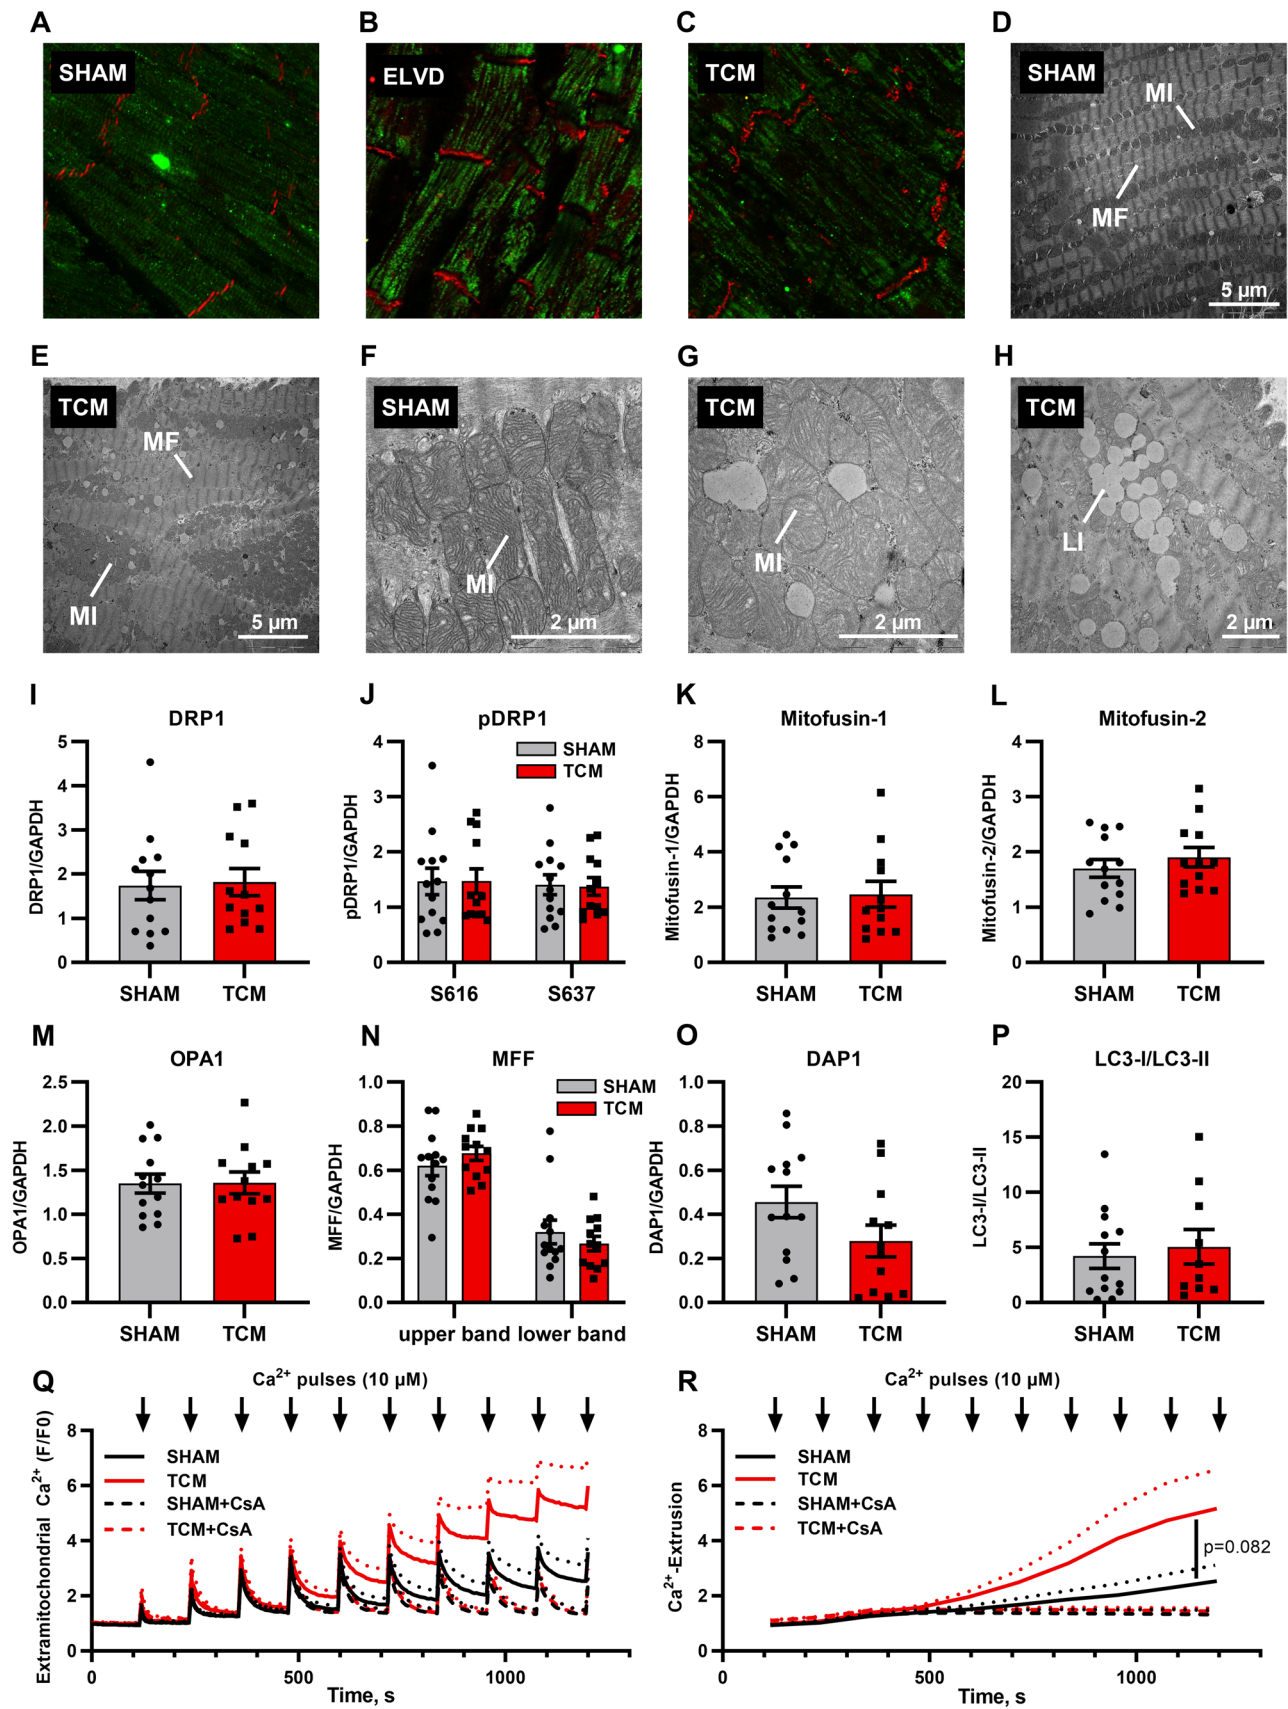 A
B
C
D
SHAM
ELVD
TCM
SHAM
MI
MF
5 µm
E
F
G
H
TCM
SHAM
TCM
TCM
MF
MI
5 µm
MI
2 µm
MI
2 µm
LI
2 µm
I
J
K
L
DRP1
pDRP1
Mitofusin-1
Mitofusin-2
DRP1/GAPDH
5
4
3
2
1
0
SHAM
TCM
pDRP1/GAPDH
4
3
2
1
0
SHAM
TCM
S616
S637
Mitofusin-1/GAPDH
8
6
4
2
0
SHAM
TCM
Mitofusin-2/GAPDH
4
3
2
1
0
SHAM
TCM
M
N
O
P
OPA1
MFF
DAP1
LC3-I/LC3-II
OPA1/GAPDH
2.5
2.0
1.5
1.0
0.5
0.0
SHAM
TCM
MFF/GAPDH
1.0
0.8
0.6
0.4
0.2
0.0
SHAM
TCM
upper band
lower band
DAP1/GAPDH
1.0
0.8
0.6
0.4
0.2
0.0
SHAM
TCM
LC3-I/LC3-II
20
15
10
5
0
SHAM
TCM
Q
Ca²⁺ pulses (10 µM)
Extramitochondrial Ca²⁺ (F/F0)
8
6
4
2
0
SHAM
TCM
SHAM+CsA
TCM+CsA
0
500
1000
Time, s
R
Ca²⁺ pulses (10 µM)
Ca²⁺-Extrusion
8
6
4
2
0
SHAM
TCM
SHAM+CsA
TCM+CsA
p=0.082
0
500
1000
Time, s